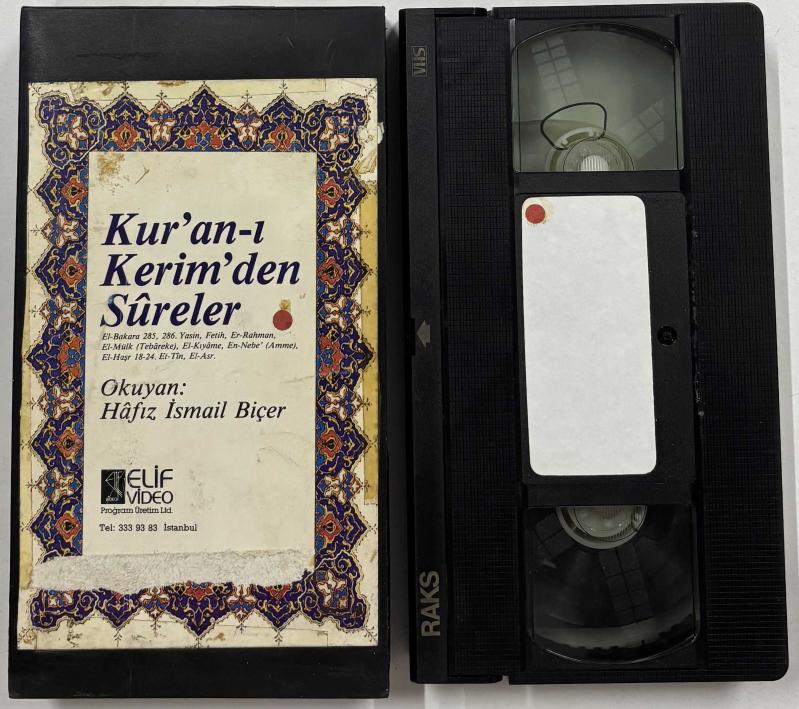 Kur'an-ı
Kerim'den
Sûreler
El-Bakara 285, 286. Yasin, Fetih, Er-Rahman,
El-Mülk (Tebâreke), El-Kıyâme, En-Nebe' (Amme),
El-Haşr 18-24, Et-Tîn, El-Asr.
Okuyan:
Hâfız İsmail Biçer
ELİF
VİDEO
Program Üretim Ltd.
Tel: 333 93 83 İstanbul
VHS
RAKS